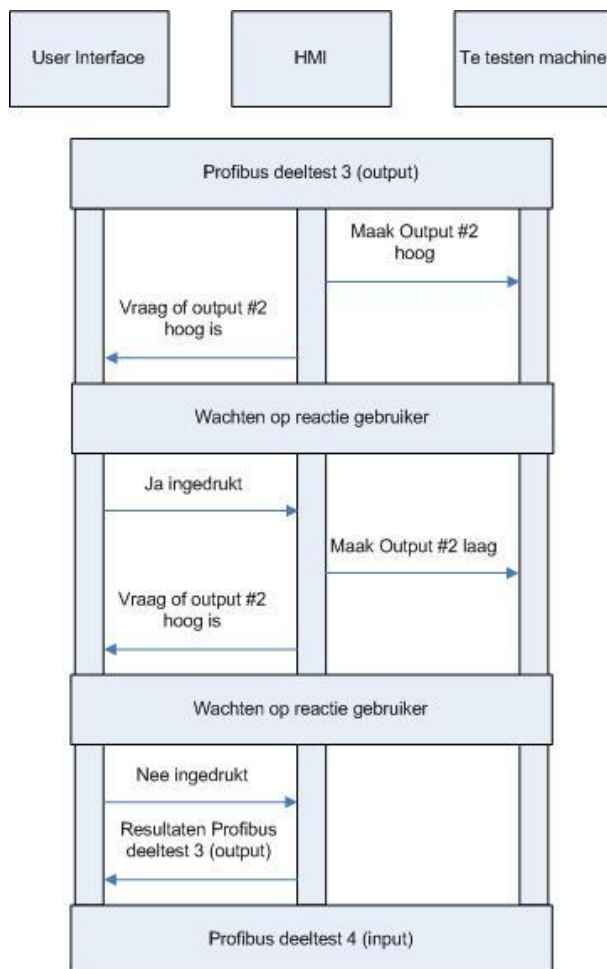 User Interface
HMI
Te testen machine
Profibus deeltest 3 (output)
Maak Output #2
hoog
Vraag of output #2
hoog is
Wachten op reactie gebruiker
Ja ingedrukt
Maak Output #2 laag
Vraag of output #2
hoog is
Wachten op reactie gebruiker
Nee ingedrukt
Resultaten Profibus
deeltest 3 (output)
Profibus deeltest 4 (input)